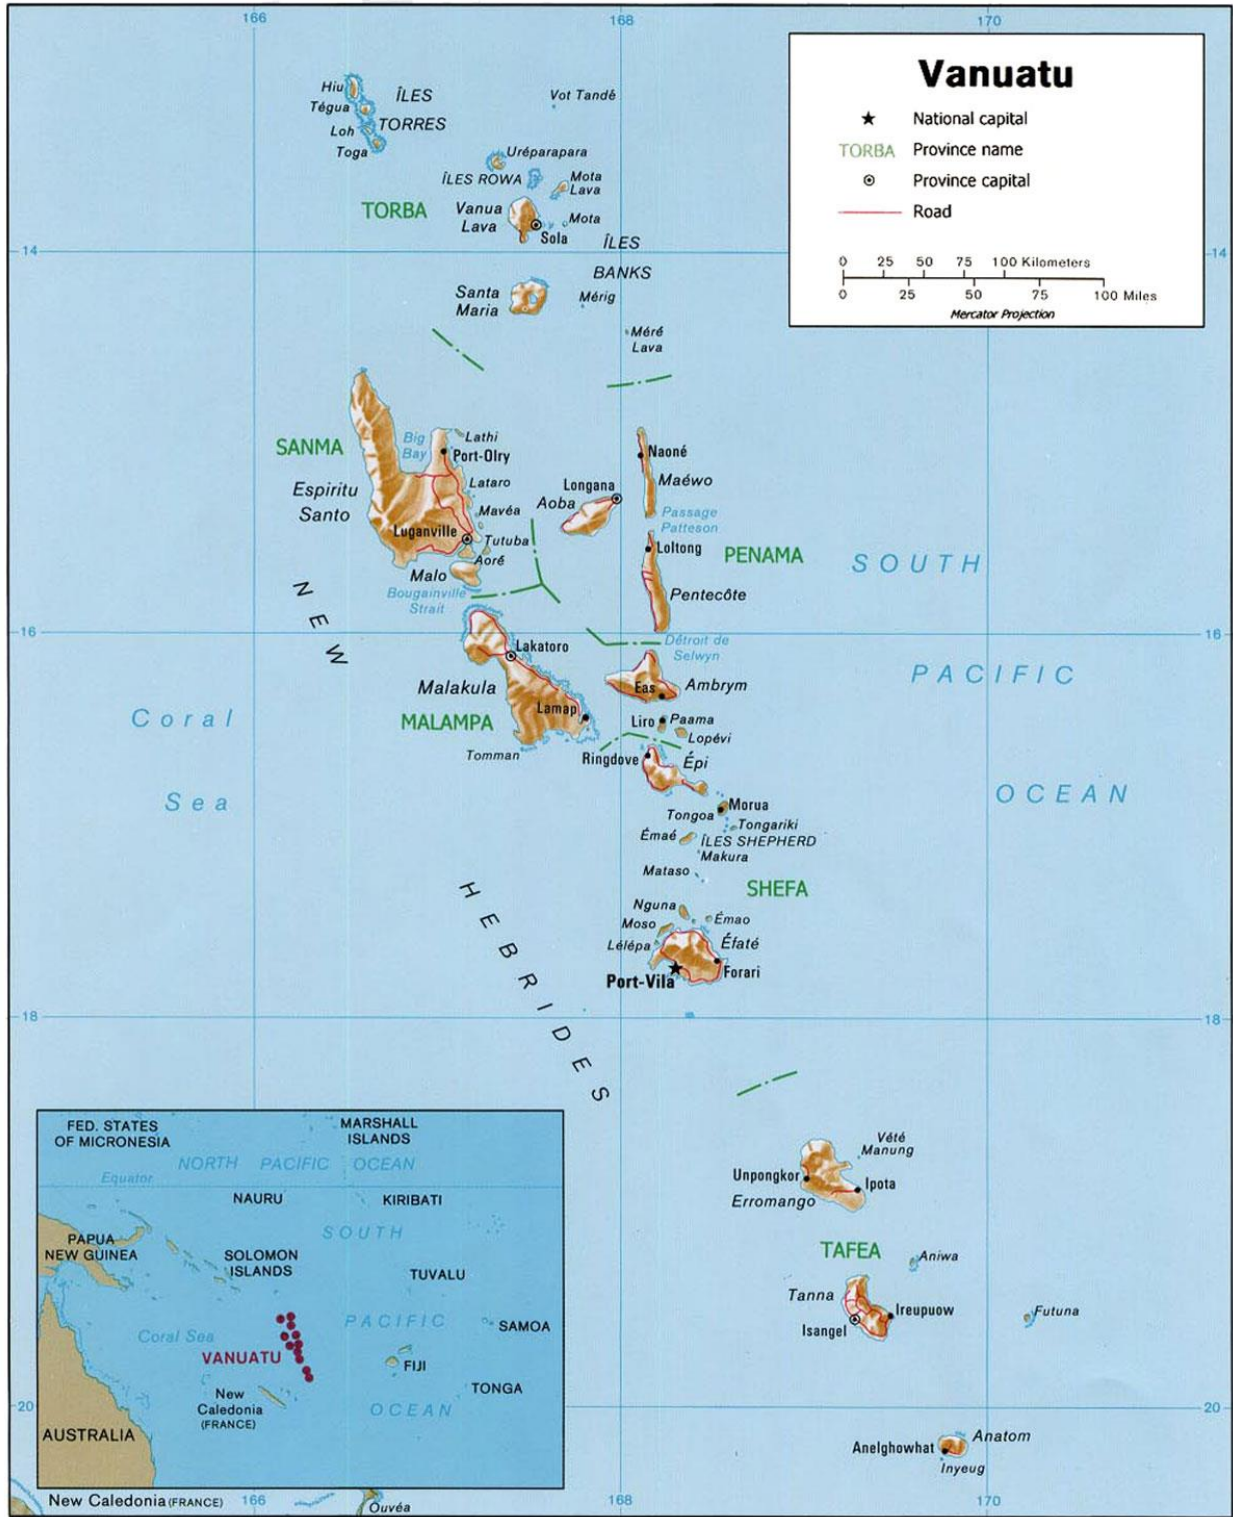 166
168
170
Vanuatu
National capital
TORBA Province name
Province capital
Road
0 25 50 75 100 Kilometers
0 25 50 75 100 Miles
Mercator Projection
Hiu
Tégua
Loh
Toga
ÎLES
TORRES
Vot Tandé
Uréparapara
ÎLES ROWA
Mota
Lava
TORBA
Vanua
Lava
Mota
Sola
14
14
ÎLES
BANKS
Santa
Maria
Mérig
Méré
Lava
SANMA
Big
Bay
Lathi
Port-Olry
Espiritu
Santo
Lataro
Mavéa
Luganville
Tutuba
Aoré
Malo
Bougainville
Strait
Longana
Aoba
Naoné
Maéwo
Passage
Patteson
Loltong
PENAMA
Pentecôte
SOUTH
PACIFIC
OCEAN
NEW
HEBRIDES
16
16
Détroit de
Selwyn
Lakatoro
Malakula
MALAMPA
Lamap
Tomman
Eas
Ambrym
Liro
Paama
Lopévi
Ringdove
Épi
Coral
Sea
Morua
Tongoa
Tongariki
Émaé
ÎLES SHEPHERD
Makura
Mataso
SHEFA
Nguna
Émao
Moso
Éfaté
Lélépa
Forari
Port-Vila
18
18
Vété
Manung
Unpongkor
Ipota
Erromango
TAFEA
Aniwa
Tanna
Ireupuow
Isangel
Futuna
20
20
Anelghowhat
Anatom
Inyeug
FED. STATES
OF MICRONESIA
MARSHALL
ISLANDS
NORTH PACIFIC OCEAN
Equator
NAURU
KIRIBATI
SOUTH
PAPUA
NEW GUINEA
SOLOMON
ISLANDS
TUVALU
PACIFIC
Coral Sea
SAMOA
VANUATU
FIJI
New
Caledonia
(FRANCE)
TONGA
OCEAN
AUSTRALIA
New Caledonia (FRANCE)
166
Ouvéa
168
170